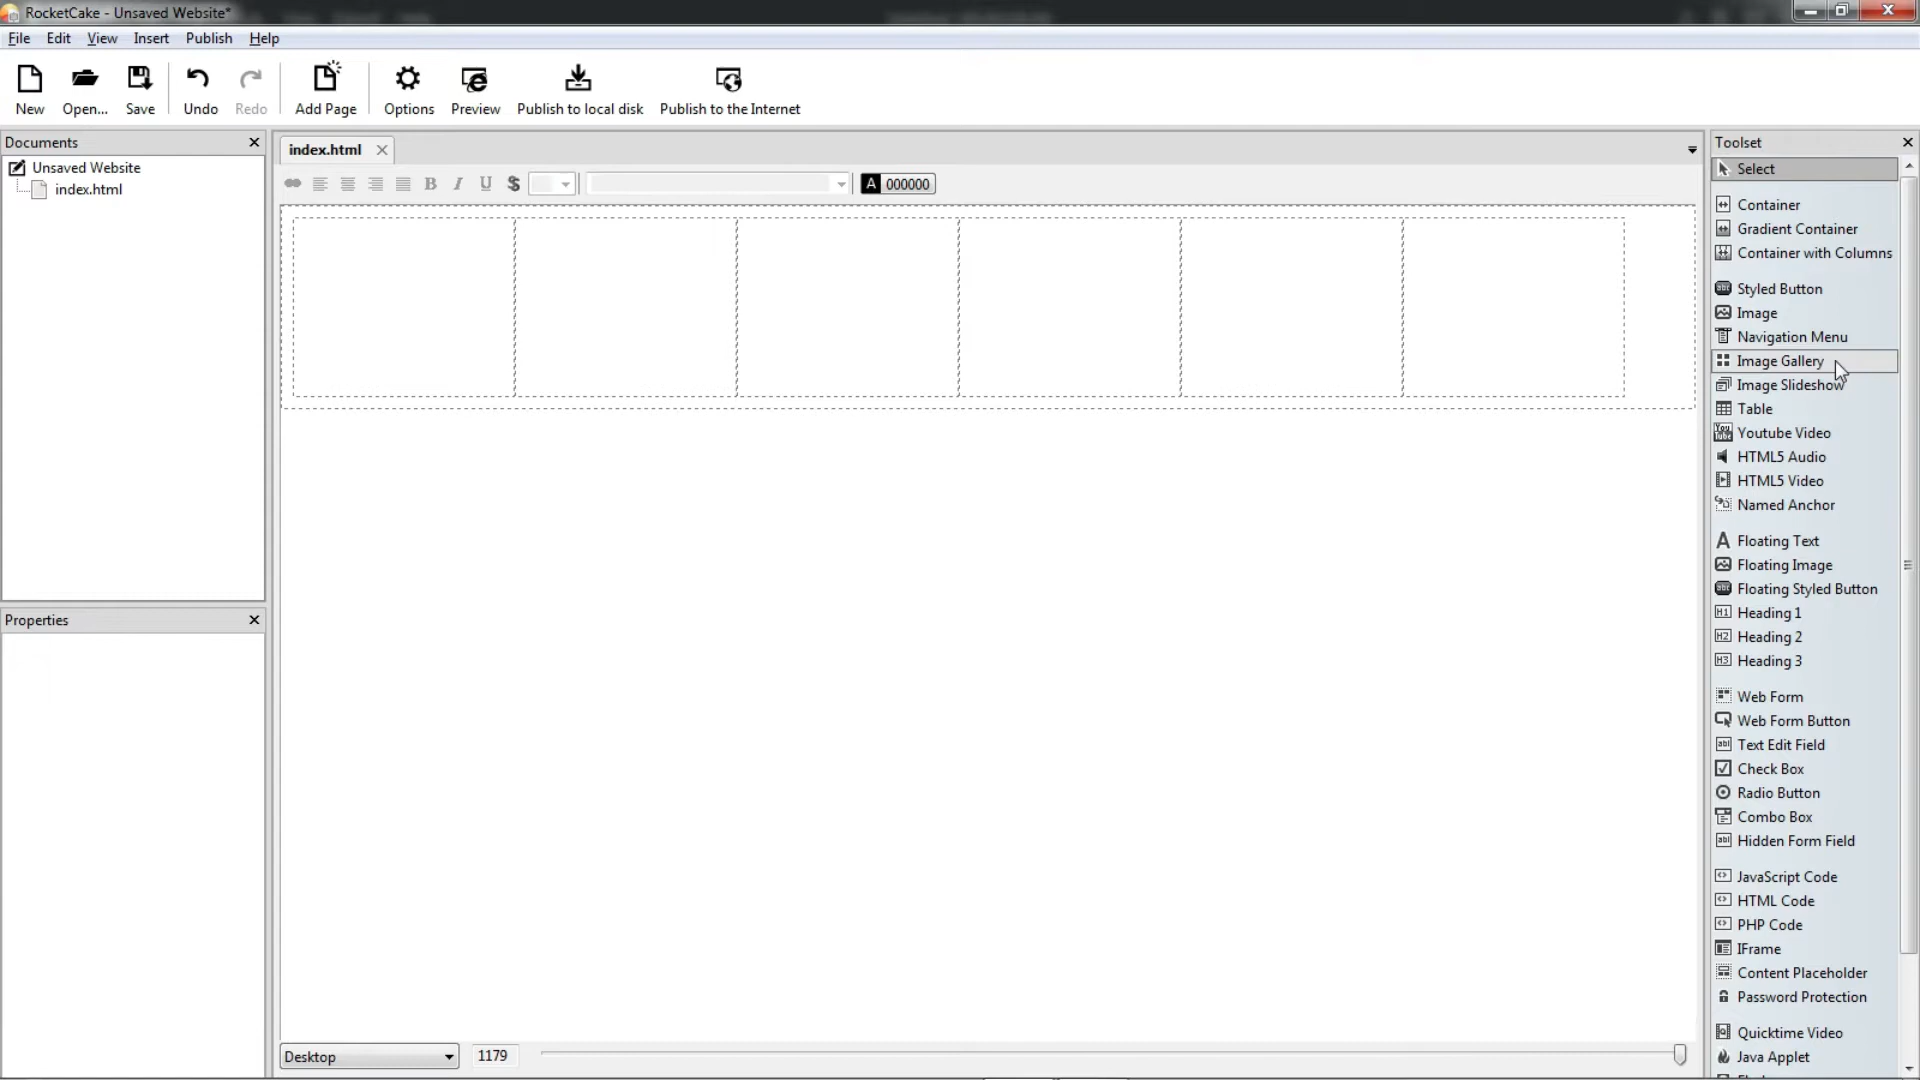 RocketCake - Unsaved Website*
File Edit View Insert Publish Help
New Open... Save Undo Redo Add Page Options Preview Publish to local disk Publish to the Internet
Documents
Unsaved Website
index.html
Properties
index.html
B I U $ A 000000
Desktop 1179
Toolset
Select
Container
Gradient Container
Container with Columns
Styled Button
Image
Navigation Menu
Image Gallery
Image Slideshow
Table
Youtube Video
HTML5 Audio
HTML5 Video
Named Anchor
Floating Text
Floating Image
Floating Styled Button
Heading 1
Heading 2
Heading 3
Web Form
Web Form Button
Text Edit Field
Check Box
Radio Button
Combo Box
Hidden Form Field
JavaScript Code
HTML Code
PHP Code
IFrame
Content Placeholder
Password Protection
Quicktime Video
Java Applet